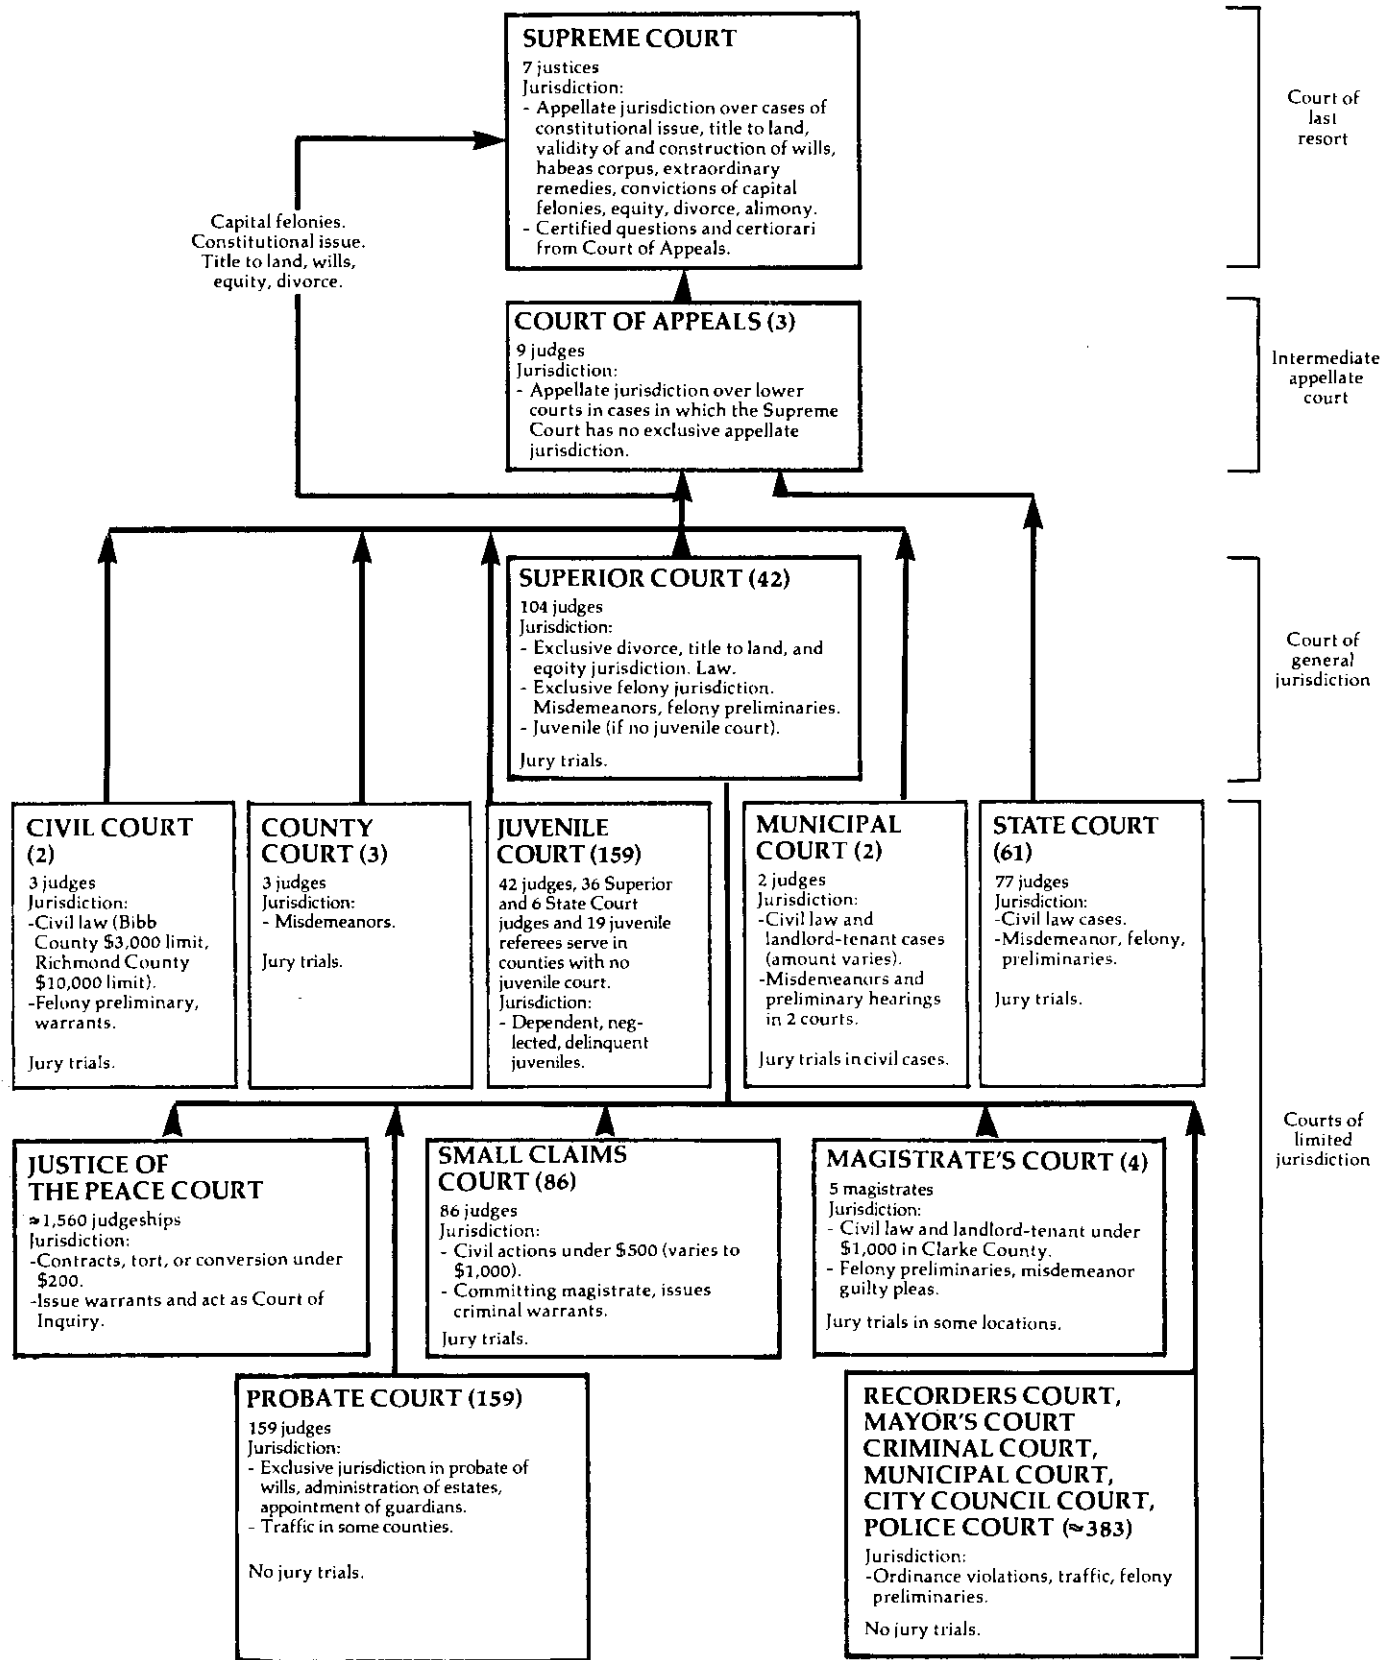 SUPREME COURT
7 justices
Jurisdiction:
- Appellate jurisdiction over cases of
constitutional issue, title to land,
validity of and construction of wills,
habeas corpus, extraordinary
remedies, convictions of capital
felonies, equity, divorce, alimony.
- Certified questions and certiorari
from Court of Appeals.
Court of
last
resort
Capital felonies.
Constitutional issue.
Title to land, wills,
equity, divorce.
COURT OF APPEALS (3)
9 judges
Jurisdiction:
- Appellate jurisdiction over lower
courts in cases in which the Supreme
Court has no exclusive appellate
jurisdiction.
Intermediate
appellate
court
SUPERIOR COURT (42)
104 judges
Jurisdiction:
- Exclusive divorce, title to land, and
equity jurisdiction. Law.
- Exclusive felony jurisdiction.
Misdemeanors, felony preliminaries.
- Juvenile (if no juvenile court).
Jury trials.
Court of
general
jurisdiction
CIVIL COURT
(2)
3 judges
Jurisdiction:
-Civil law (Bibb
County $3,000 limit,
Richmond County
$10,000 limit).
-Felony preliminary,
warrants.
Jury trials.
COUNTY
COURT (3)
3 judges
Jurisdiction:
- Misdemeanors.
Jury trials.
JUVENILE
COURT (159)
42 judges, 36 Superior
and 6 State Court
judges and 19 juvenile
referees serve in
counties with no
juvenile court.
Jurisdiction:
- Dependent, neg-
lected, delinquent
juveniles.
MUNICIPAL
COURT (2)
2 judges
Jurisdiction:
-Civil law and
landlord-tenant cases
(amount varies).
-Misdemeanors and
preliminary hearings
in 2 courts.
Jury trials in civil cases.
STATE COURT
(61)
77 judges
Jurisdiction:
-Civil law cases.
-Misdemeanor, felony,
preliminaries.
Jury trials.
Courts of
limited
jurisdiction
JUSTICE OF
THE PEACE COURT
≈1,560 judgeships
Jurisdiction:
-Contracts, tort, or conversion under
$200.
-Issue warrants and act as Court of
Inquiry.
SMALL CLAIMS
COURT (86)
86 judges
Jurisdiction:
- Civil actions under $500 (varies to
$1,000).
- Committing magistrate, issues
criminal warrants.
Jury trials.
MAGISTRATE'S COURT (4)
5 magistrates
Jurisdiction:
- Civil law and landlord-tenant under
$1,000 in Clarke County.
- Felony preliminaries, misdemeanor
guilty pleas.
Jury trials in some locations.
PROBATE COURT (159)
159 judges
Jurisdiction:
- Exclusive jurisdiction in probate of
wills, administration of estates,
appointment of guardians.
- Traffic in some counties.
No jury trials.
RECORDERS COURT,
MAYOR'S COURT
CRIMINAL COURT,
MUNICIPAL COURT,
CITY COUNCIL COURT,
POLICE COURT (≈383)
Jurisdiction:
-Ordinance violations, traffic, felony
preliminaries.
No jury trials.